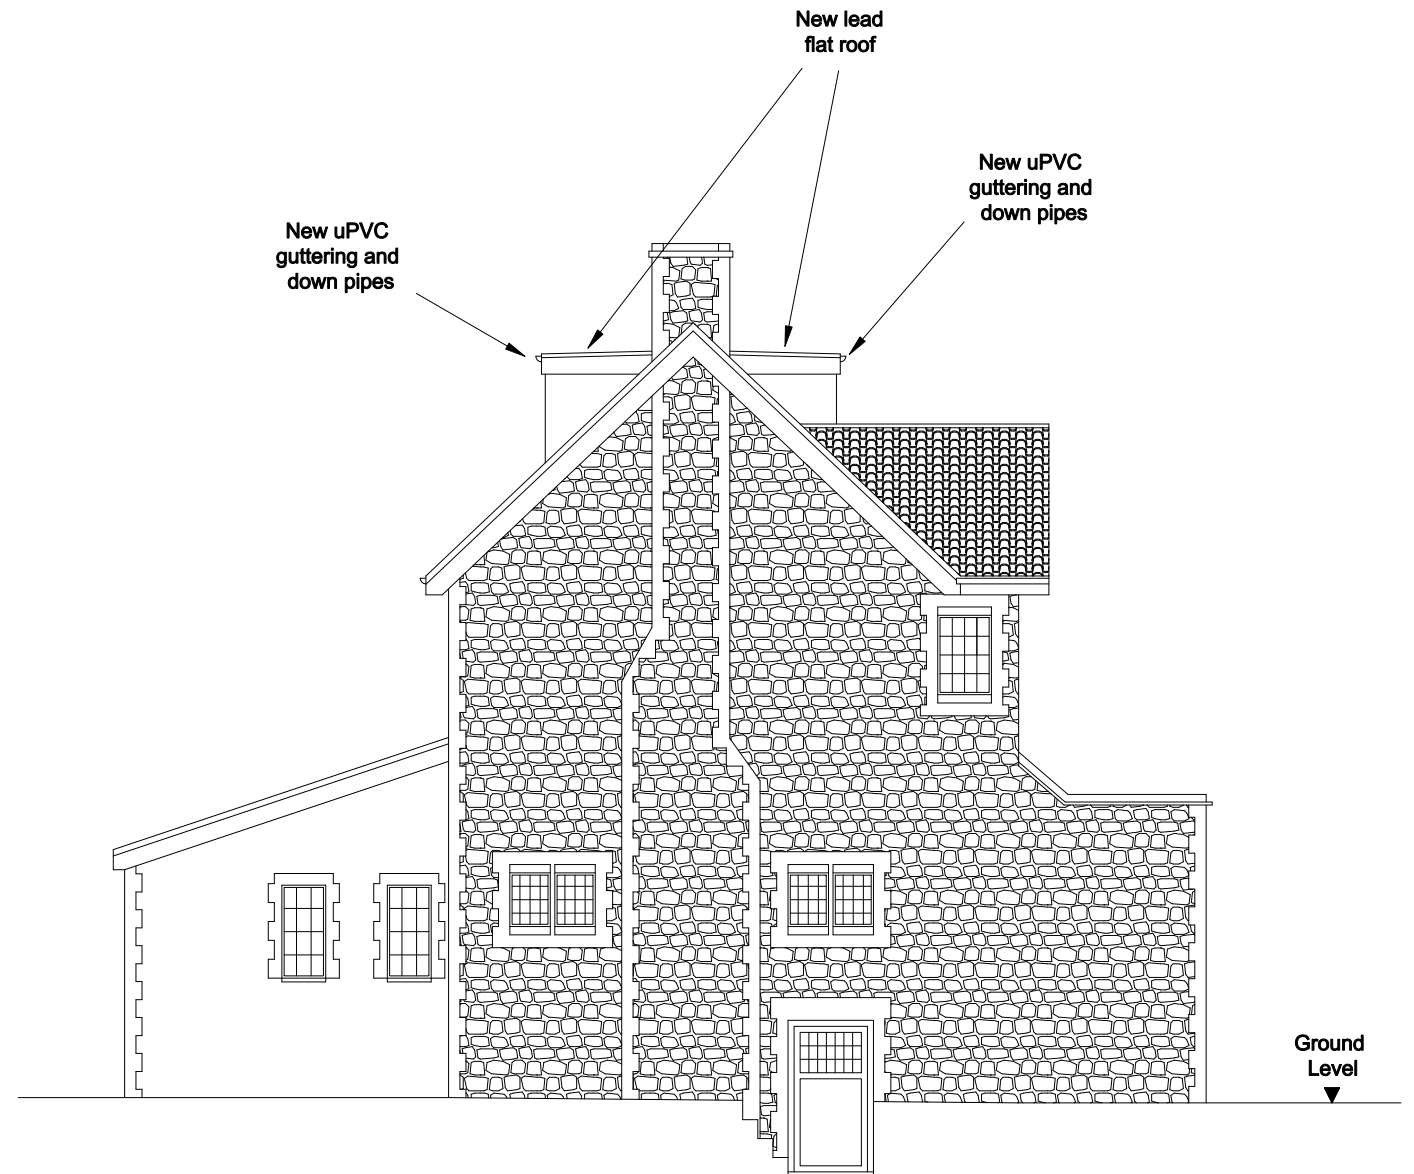 New lead
flat roof
New uPVC
guttering and
down pipes
New uPVC
guttering and
down pipes
Ground
Level